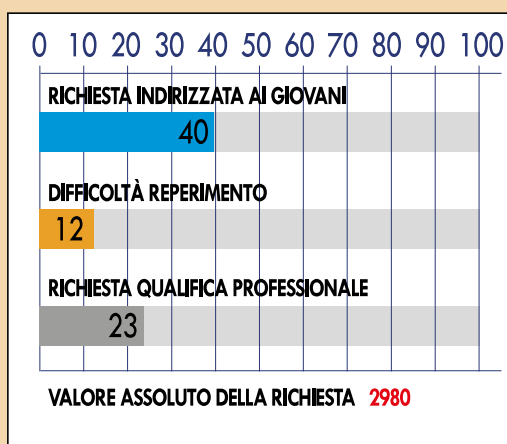 0 10 20 30 40 50 60 70 80 90 100
RICHIESTA INDIRIZZATA AI GIOVANI
40
DIFFICOLTÀ REPERIMENTO
12
RICHIESTA QUALIFICA PROFESSIONALE
23
VALORE ASSOLUTO DELLA RICHIESTA 2980